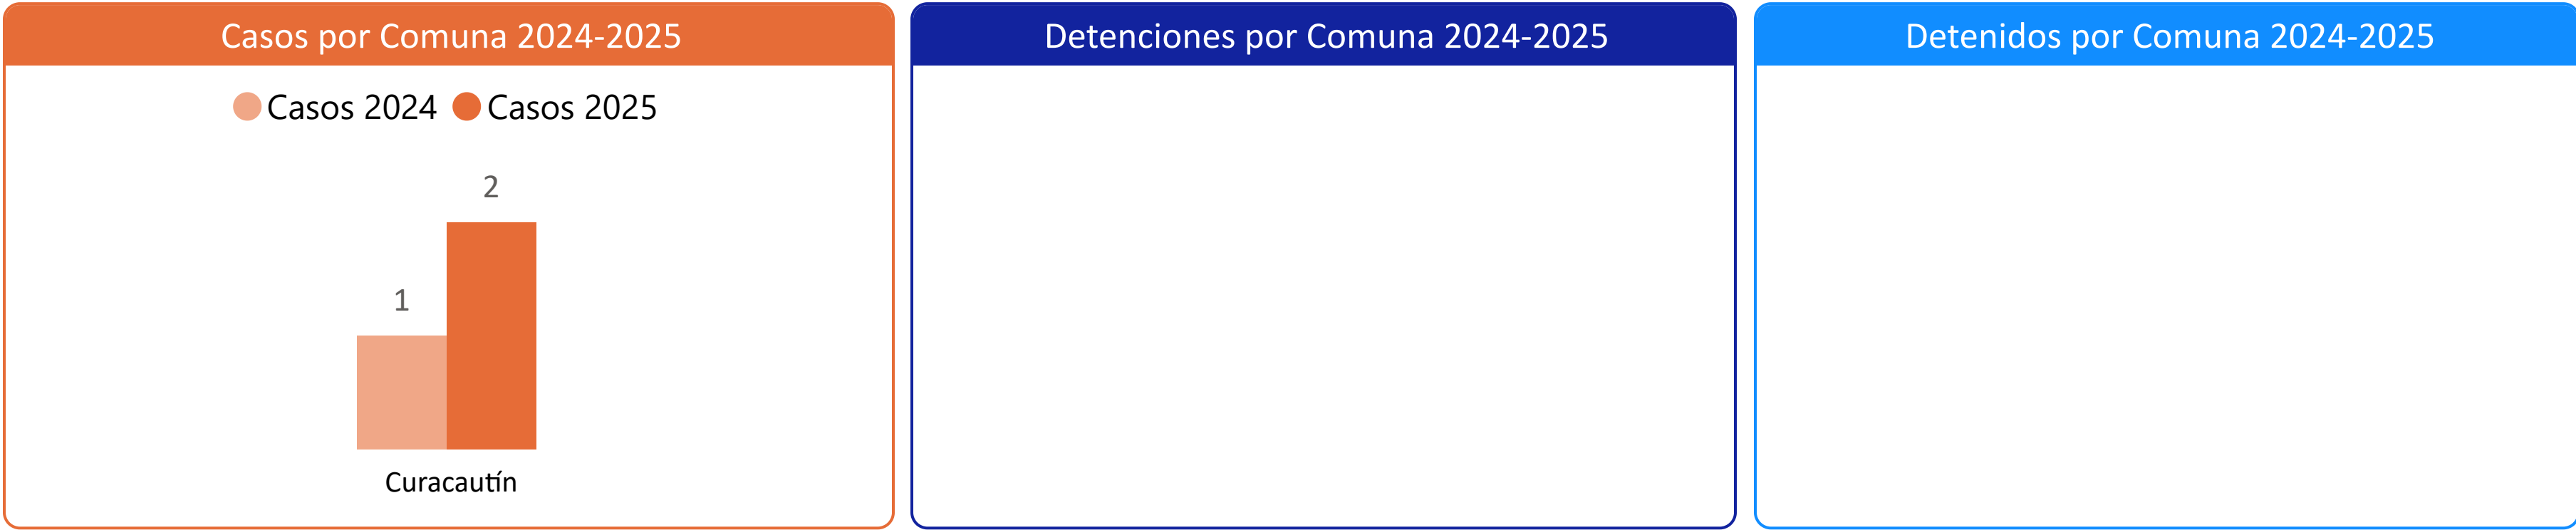 Casos por Comuna 2024-2025
Casos 2024 Casos 2025
2
1
Curacautín
Detenciones por Comuna 2024-2025
Detenidos por Comuna 2024-2025